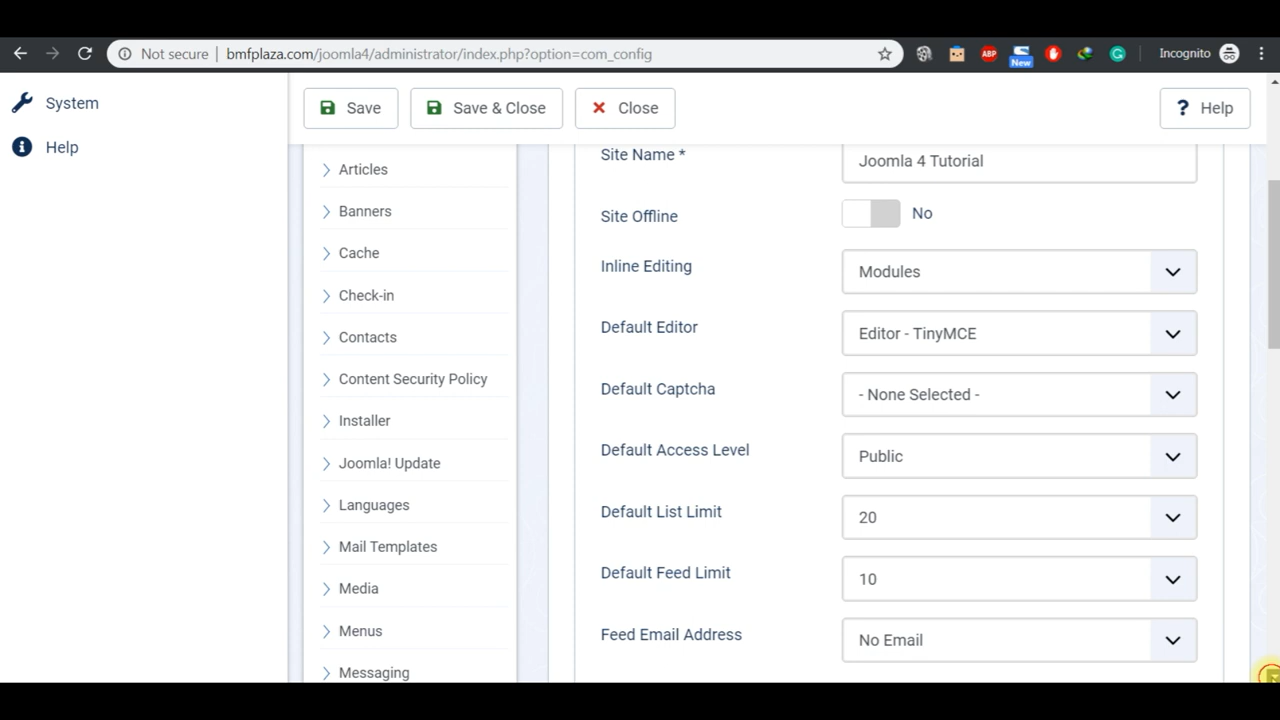 Not secure | bmfplaza.com/joomla4/administrator/index.php?option=com_config
ABP
New
Incognito
System
Help
Save
Save & Close
Close
? Help
Articles
Banners
Cache
Check-in
Contacts
Content Security Policy
Installer
Joomla! Update
Languages
Mail Templates
Media
Menus
Messaging
Site Name * Joomla 4 Tutorial
Site Offline No
Inline Editing Modules
Default Editor Editor - TinyMCE
Default Captcha - None Selected -
Default Access Level Public
Default List Limit 20
Default Feed Limit 10
Feed Email Address No Email